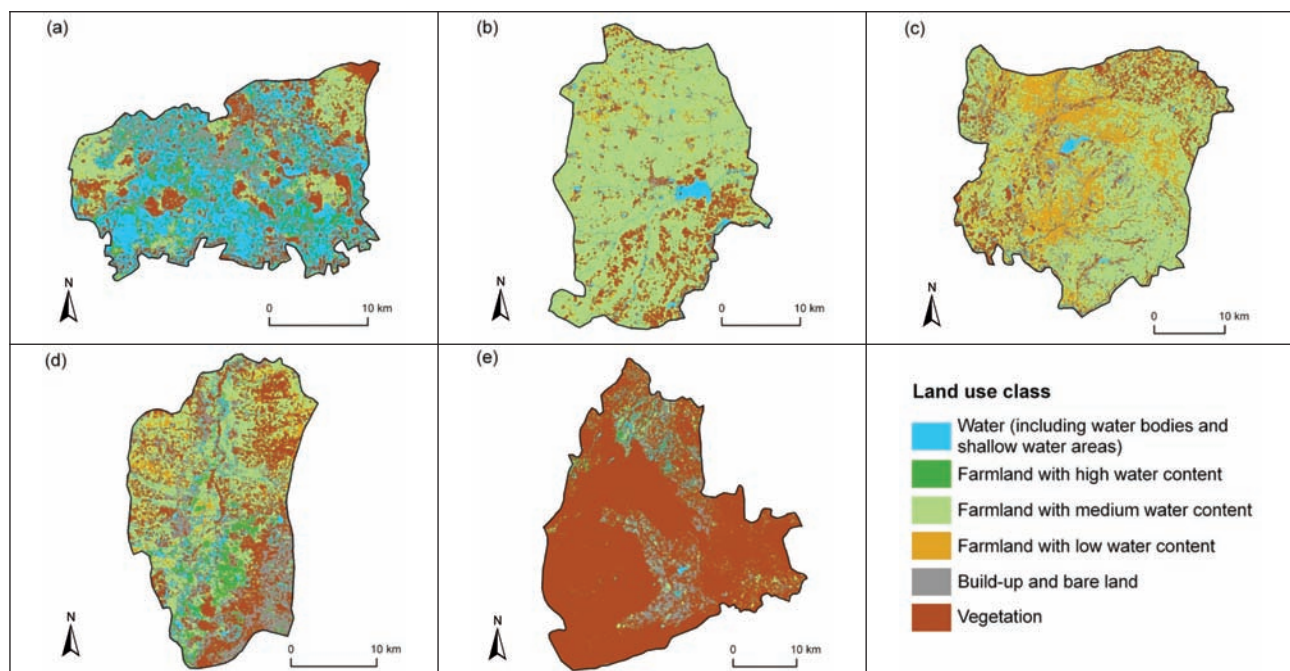 (a)
N
0 10 km
(b)
N
0 10 km
(c)
N
0 10 km
(d)
N
0 10 km
(e)
N
0 10 km
Land use class
Water (including water bodies and
shallow water areas)
Farmland with high water content
Farmland with medium water content
Farmland with low water content
Build-up and bare land
Vegetation